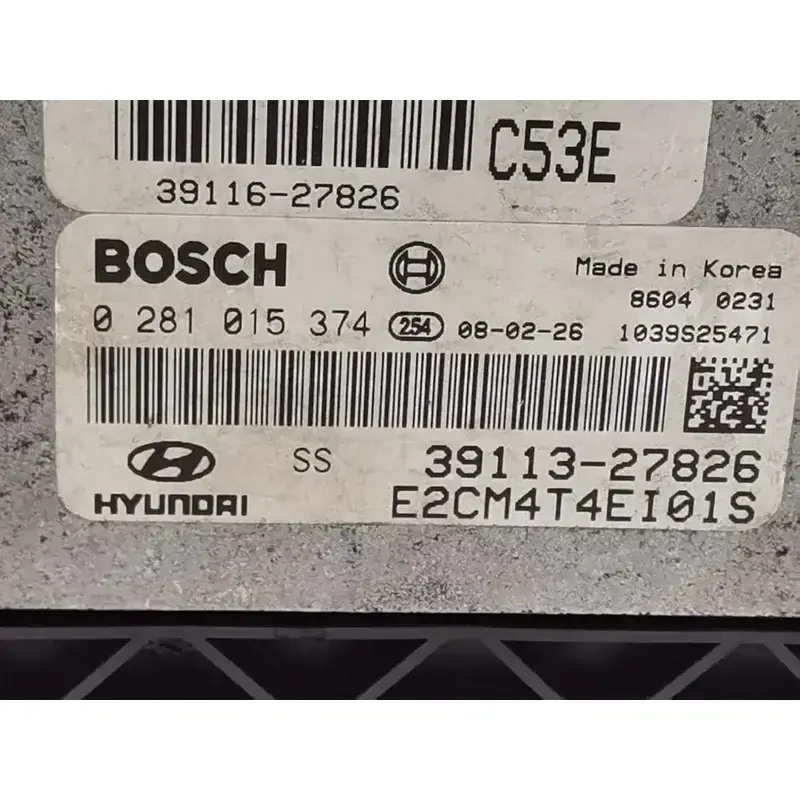 C53E
39116-27826
BOSCH Made in Korea
8604 0231
0 281 015 374 254 08-02-26 1039S25471
SS 39113-27826
HYUNDAI E2CM4T4EI01S